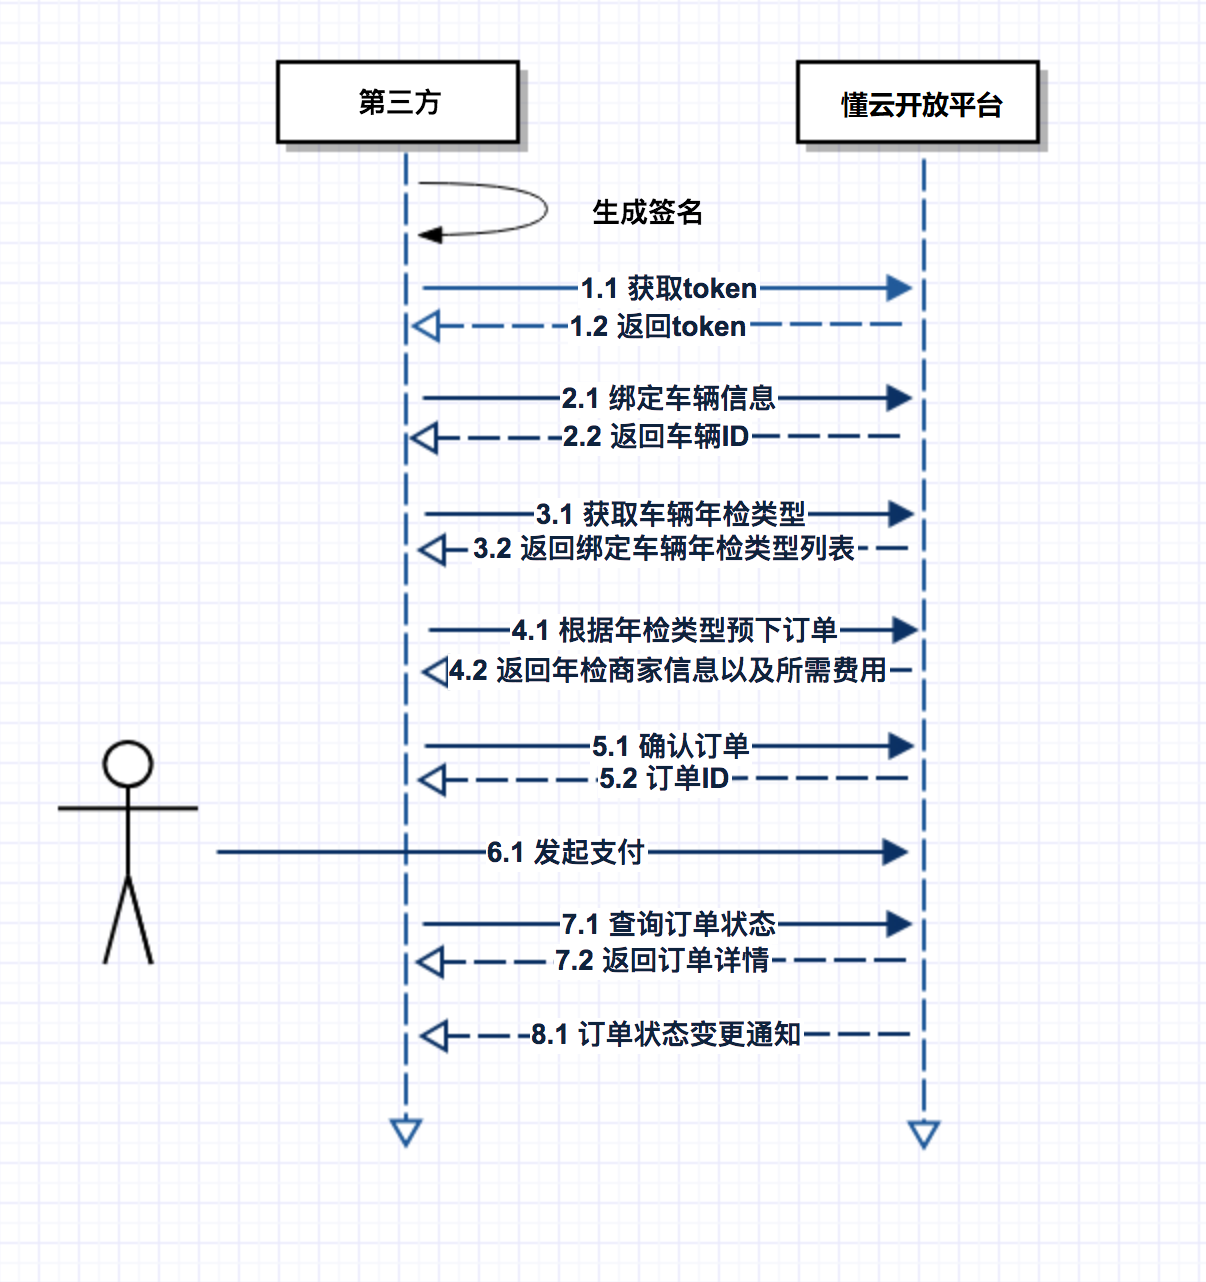 第三方
懂云开放平台
生成签名
1.1 获取token
1.2 返回token
2.1 绑定车辆信息
2.2 返回车辆ID
3.1 获取车辆年检类型
3.2 返回绑定车辆年检类型列表
4.1 根据年检类型预下订单
4.2 返回年检商家信息以及所需费用
5.1 确认订单
5.2 订单ID
6.1 发起支付
7.1 查询订单状态
7.2 返回订单详情
8.1 订单状态变更通知